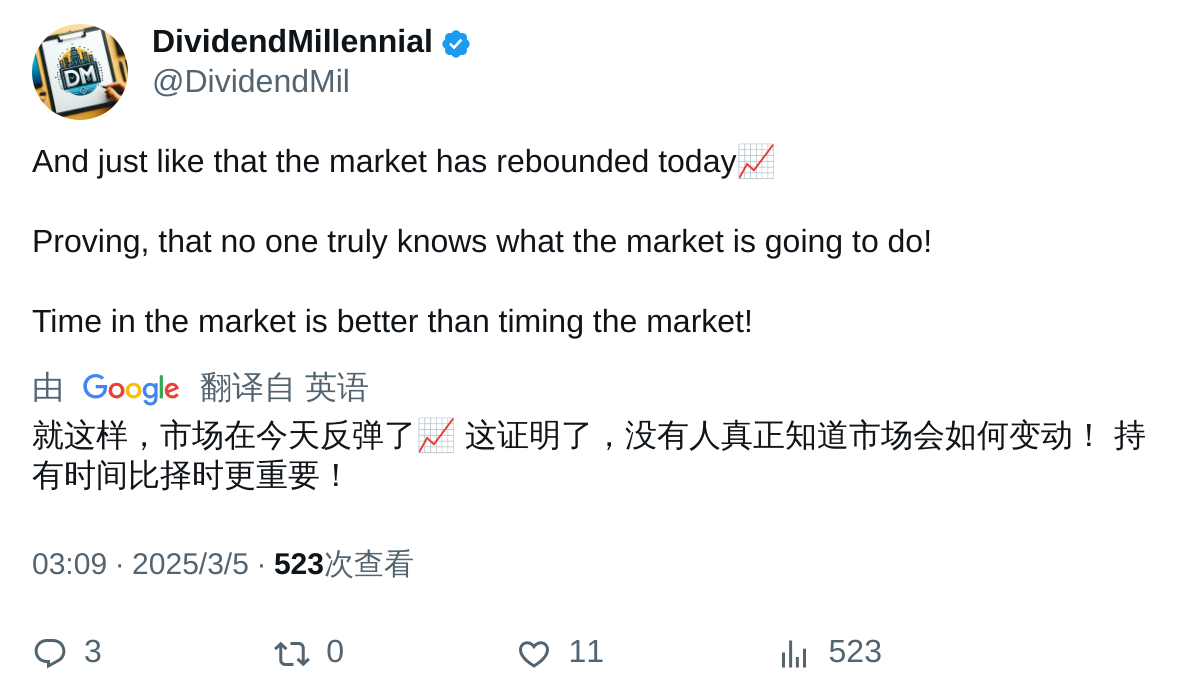 DM
DividendMillennial
@DividendMil
And just like that the market has rebounded today📈
Proving, that no one truly knows what the market is going to do!
Time in the market is better than timing the market!
由 Google 翻译自 英语
就这样，市场在今天反弹了📈 这证明了，没有人真正知道市场会如何变动！ 持
有时间比择时更重要！
03:09 · 2025/3/5 · 523次查看
3 0 11 523